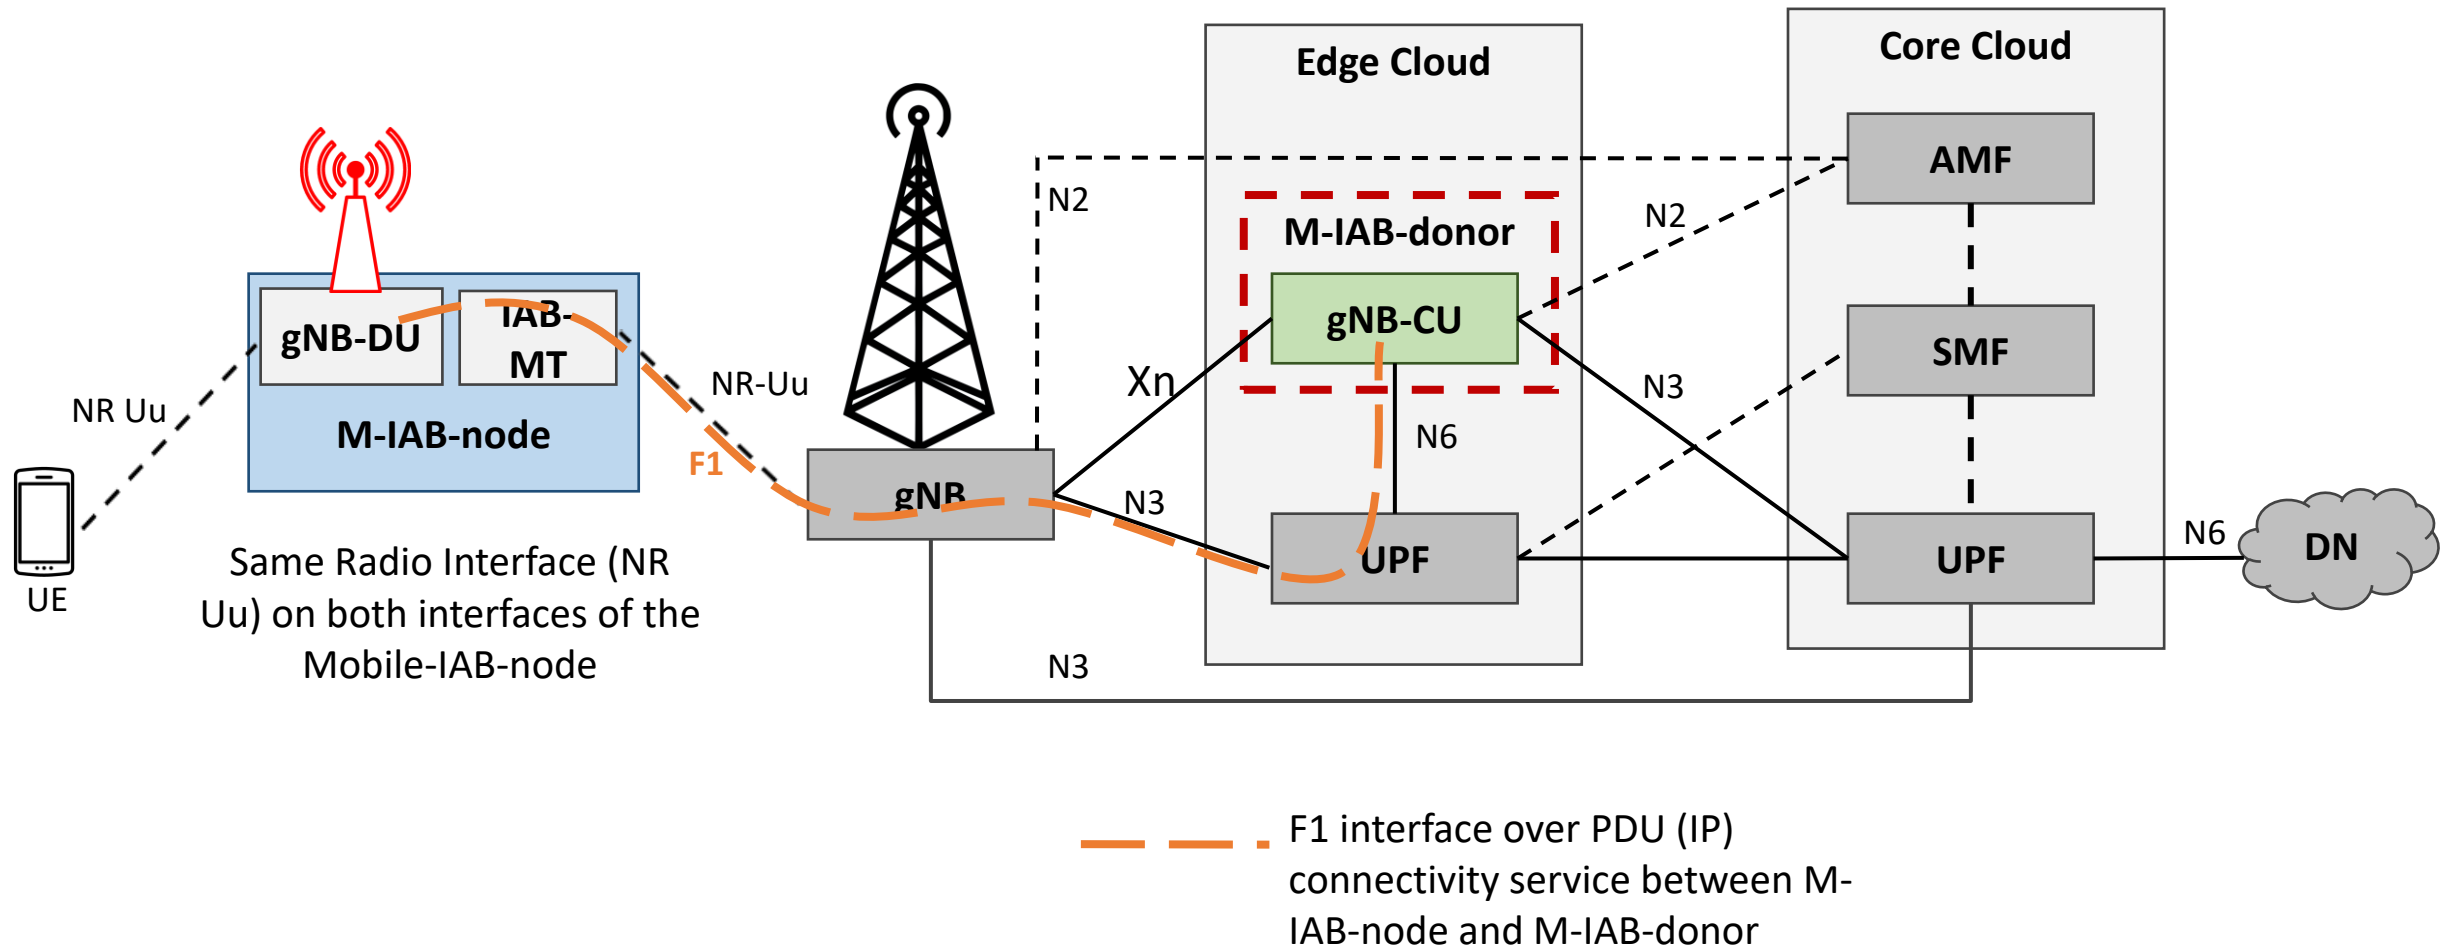 Edge Cloud
Core Cloud
AMF
N2
N2
M-IAB-donor
gNB-CU
gNB-DU
IAB-
MT
SMF
Xn
NR-Uu
N3
NR Uu
M-IAB-node
N6
F1
gNB
N3
UPF
UPF
N6
DN
UE
Same Radio Interface (NR
Uu) on both interfaces of the
Mobile-IAB-node
N3
F1 interface over PDU (IP)
connectivity service between M-
IAB-node and M-IAB-donor